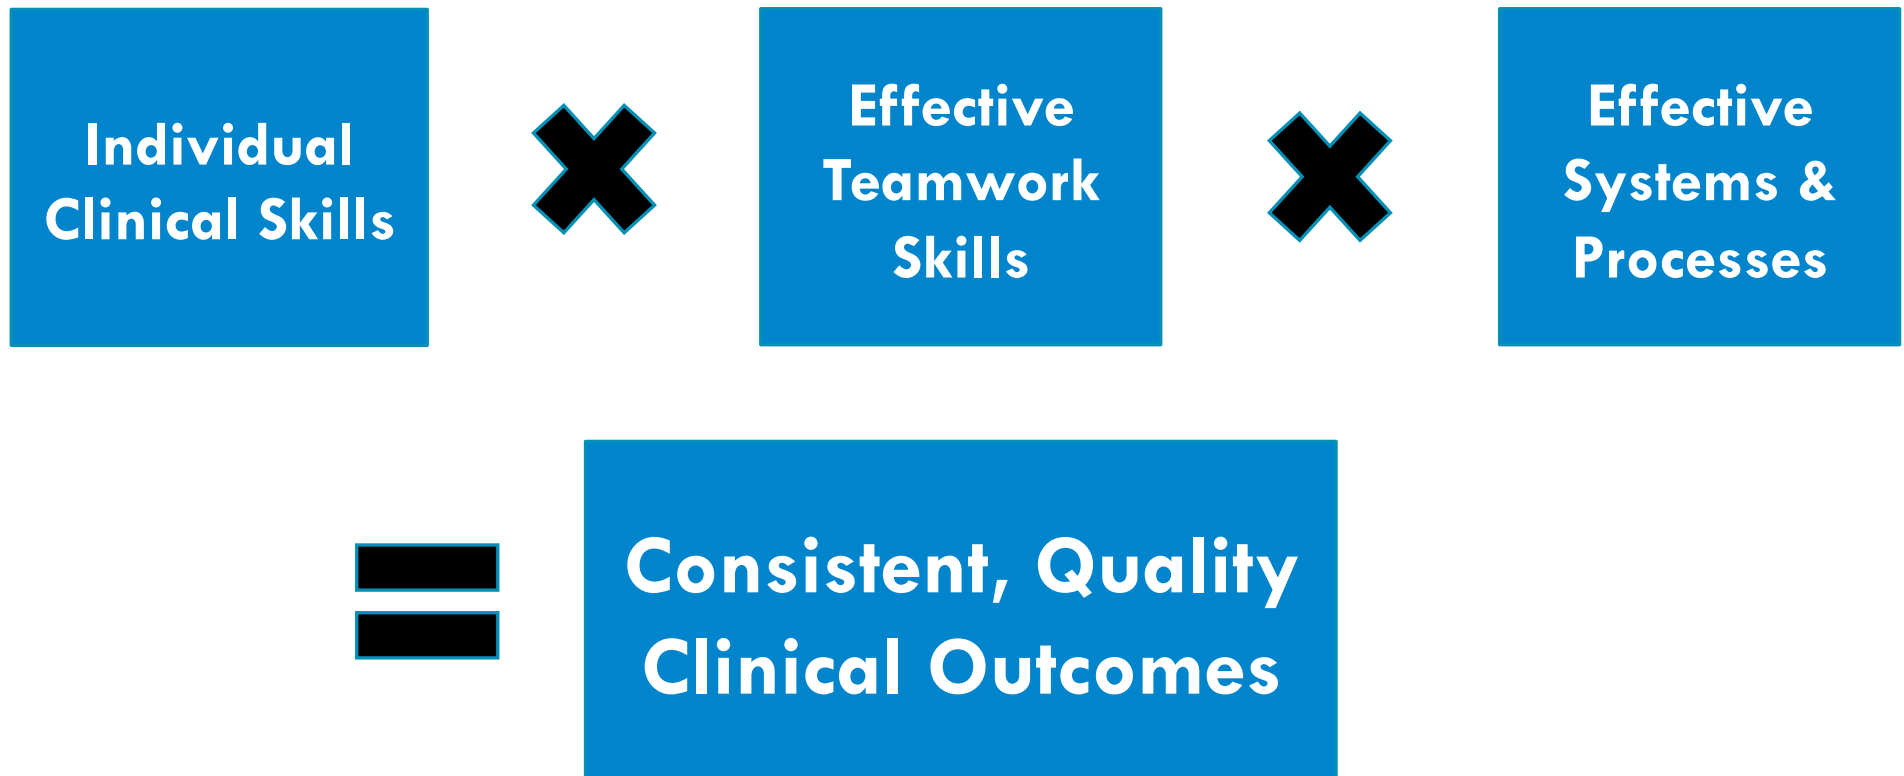 Individual
Clinical Skills
Effective
Teamwork
Skills
Effective
Systems &
Processes
Consistent, Quality
Clinical Outcomes